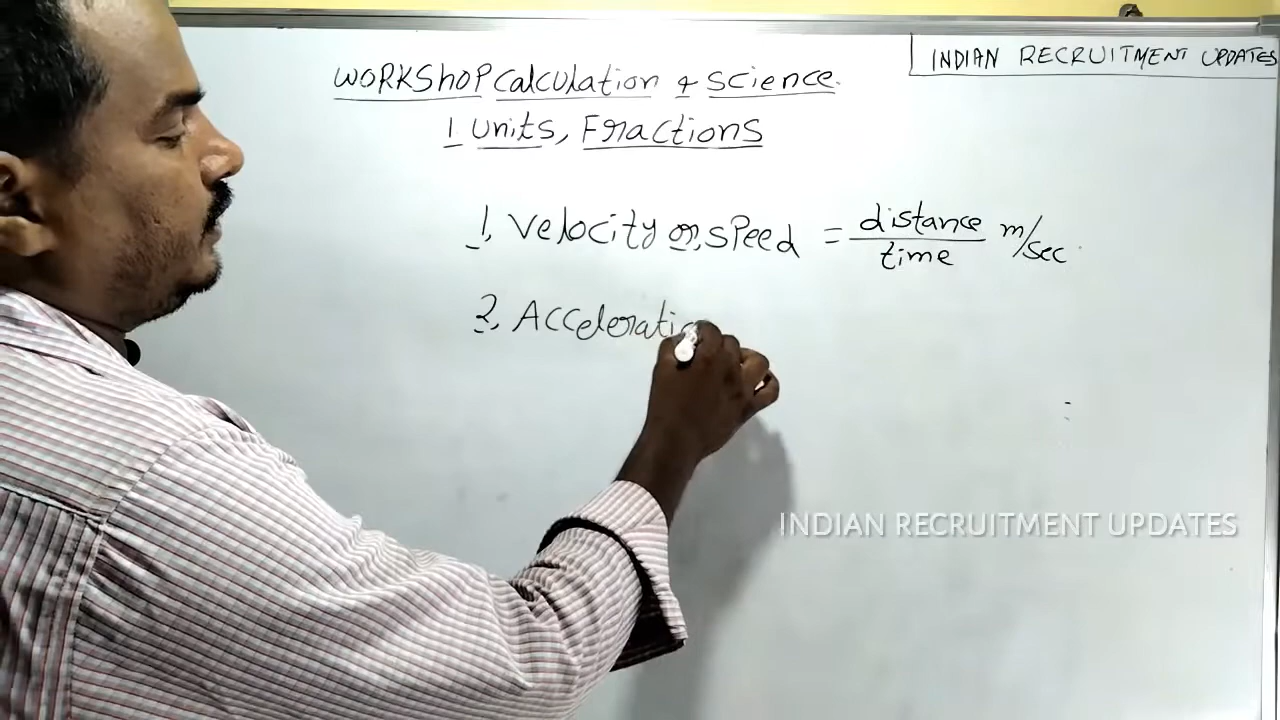 INDIAN RECRUITMENT UPDATES
WORKSHOP Calculation & Science.
1. Units, Fractions
1, Velocity or, speed = distance / time m/sec.
2, Acceleratio
INDIAN RECRUITMENT UPDATES